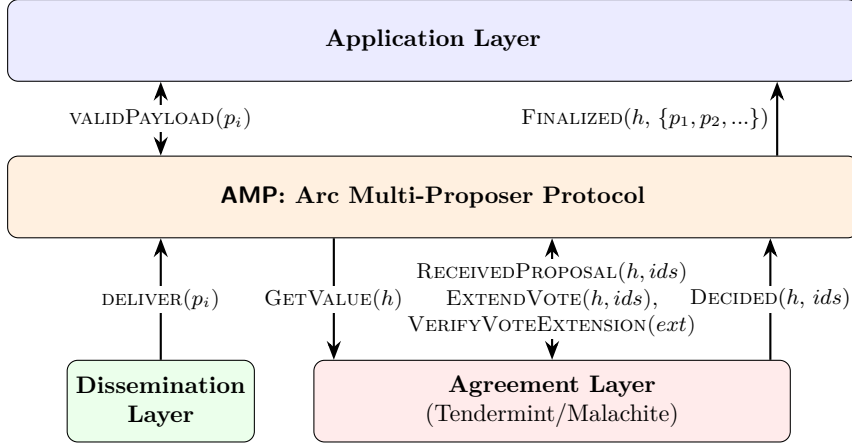 Application Layer
VALIDPAYLOAD(p_i)
FINALIZED(h, {p_1, p_2, ...})
AMP: Arc Multi-Proposer Protocol
DELIVER(p_i)
GETVALUE(h)
RECEIVEDPROPOSAL(h, ids)
EXTENDVOTE(h, ids),
VERIFYVOTEEXTENSION(ext)
DECIDED(h, ids)
Dissemination
Layer
Agreement Layer
(Tendermint/Malachite)